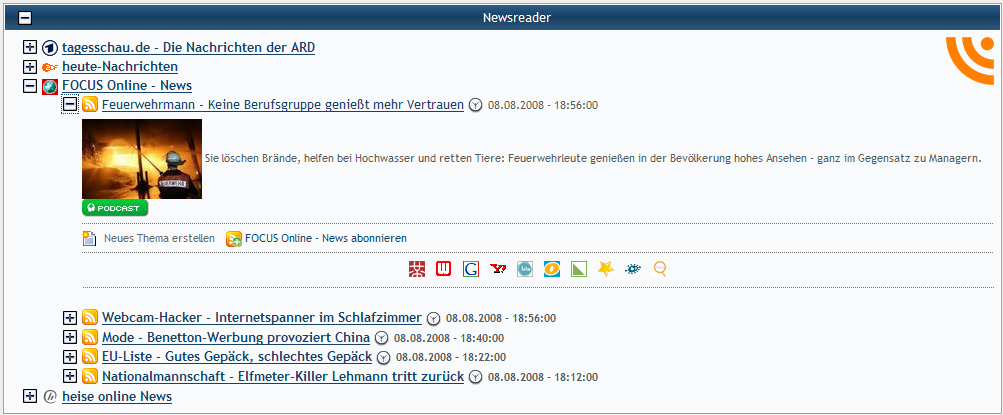 Newsreader
tagesschau.de - Die Nachrichten der ARD
ZDF heute-Nachrichten
FOCUS Online - News
Feuerwehrmann - Keine Berufsgruppe genießt mehr Vertrauen 08.08.2008 - 18:56:00
FEUERWEHR
Sie löschen Brände, helfen bei Hochwasser und retten Tiere: Feuerwehrleute genießen in der Bevölkerung hohes Ansehen - ganz im Gegensatz zu Managern.
PODCAST
Neues Thema erstellen FOCUS Online - News abonnieren
Webcam-Hacker - Internetspanner im Schlafzimmer 08.08.2008 - 18:56:00
Mode - Benetton-Werbung provoziert China 08.08.2008 - 18:40:00
EU-Liste - Gutes Gepäck, schlechtes Gepäck 08.08.2008 - 18:22:00
Nationalmannschaft - Elfmeter-Killer Lehmann tritt zurück 08.08.2008 - 18:12:00
heise online News